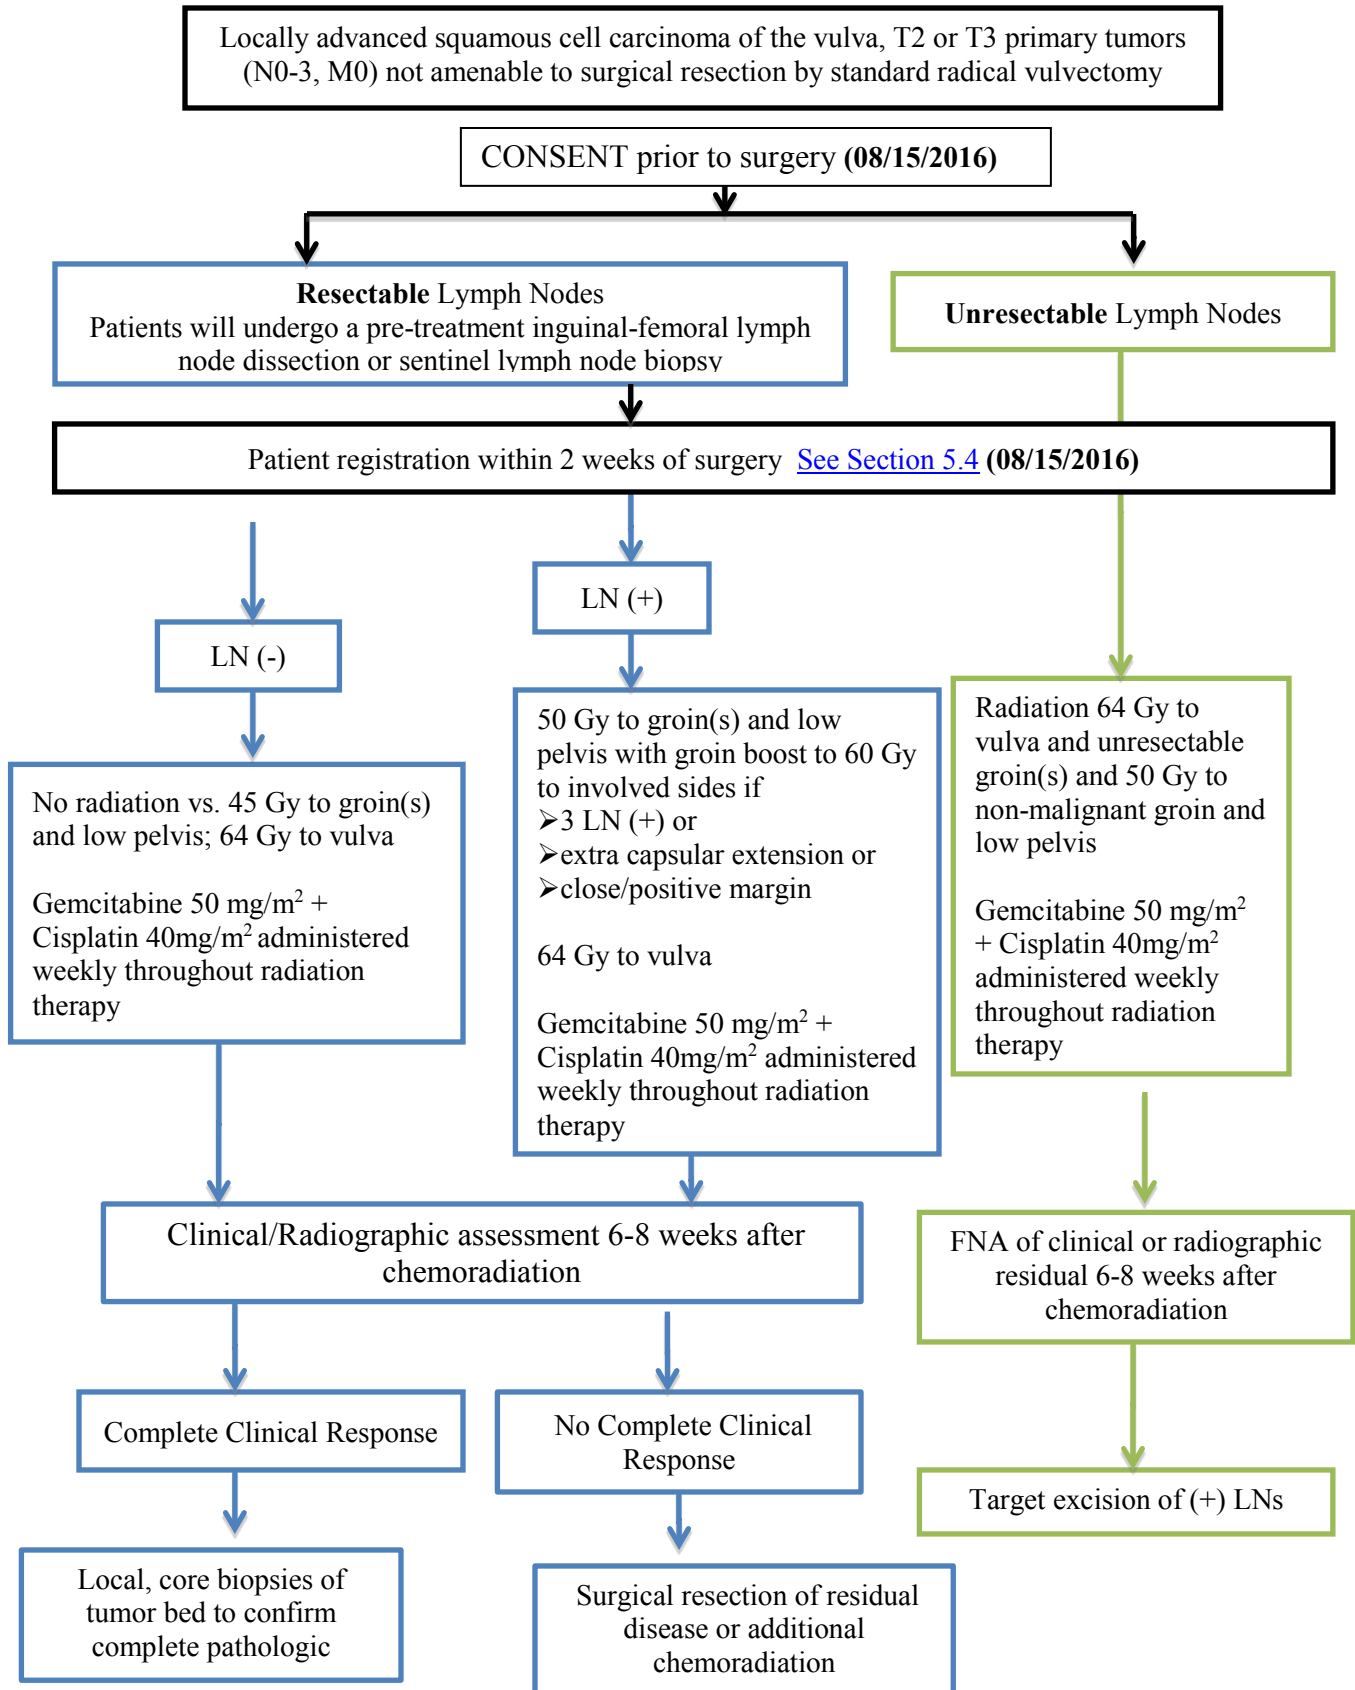 Locally advanced squamous cell carcinoma of the vulva, T2 or T3 primary tumors
(N0-3, M0) not amenable to surgical resection by standard radical vulvectomy
CONSENT prior to surgery (08/15/2016)
Resectable Lymph Nodes
Patients will undergo a pre-treatment inguinal-femoral lymph
node dissection or sentinel lymph node biopsy
Unresectable Lymph Nodes
Patient registration within 2 weeks of surgery See Section 5.4 (08/15/2016)
LN (-)
LN (+)
No radiation vs. 45 Gy to groin(s)
and low pelvis; 64 Gy to vulva
Gemcitabine 50 mg/m² +
Cisplatin 40mg/m² administered
weekly throughout radiation
therapy
50 Gy to groin(s) and low
pelvis with groin boost to 60 Gy
to involved sides if
➢3 LN (+) or
➢extra capsular extension or
➢close/positive margin
64 Gy to vulva
Gemcitabine 50 mg/m² +
Cisplatin 40mg/m² administered
weekly throughout radiation
therapy
Radiation 64 Gy to
vulva and unresectable
groin(s) and 50 Gy to
non-malignant groin and
low pelvis
Gemcitabine 50 mg/m²
+ Cisplatin 40mg/m²
administered weekly
throughout radiation
therapy
Clinical/Radiographic assessment 6-8 weeks after
chemoradiation
FNA of clinical or radiographic
residual 6-8 weeks after
chemoradiation
Complete Clinical Response
No Complete Clinical
Response
Target excision of (+) LNs
Local, core biopsies of
tumor bed to confirm
complete pathologic
Surgical resection of residual
disease or additional
chemoradiation